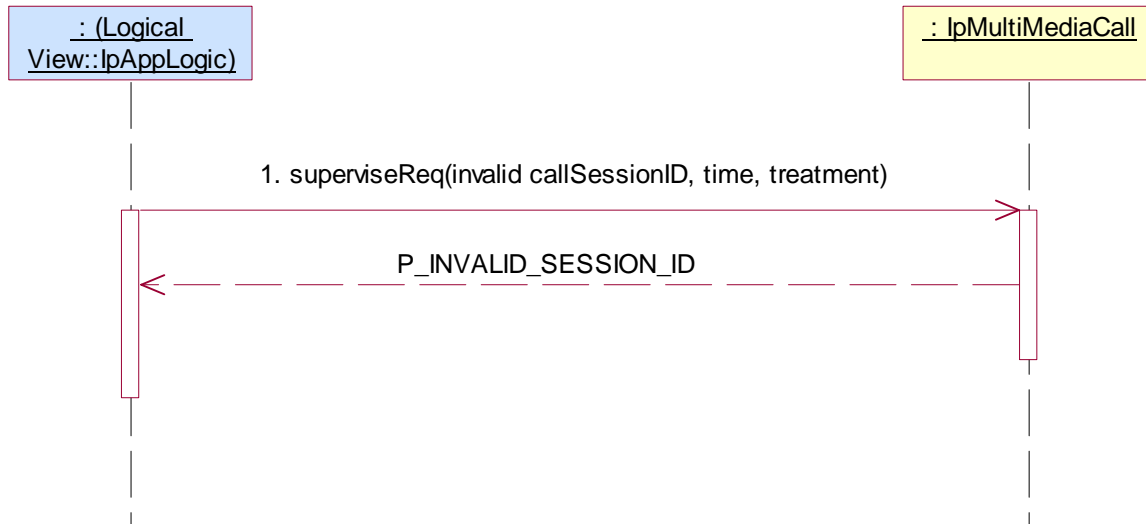 : (Logical
View::IpAppLogic)
: IpMultiMediaCall
1. superviseReq(invalid callSessionID, time, treatment)
P_INVALID_SESSION_ID